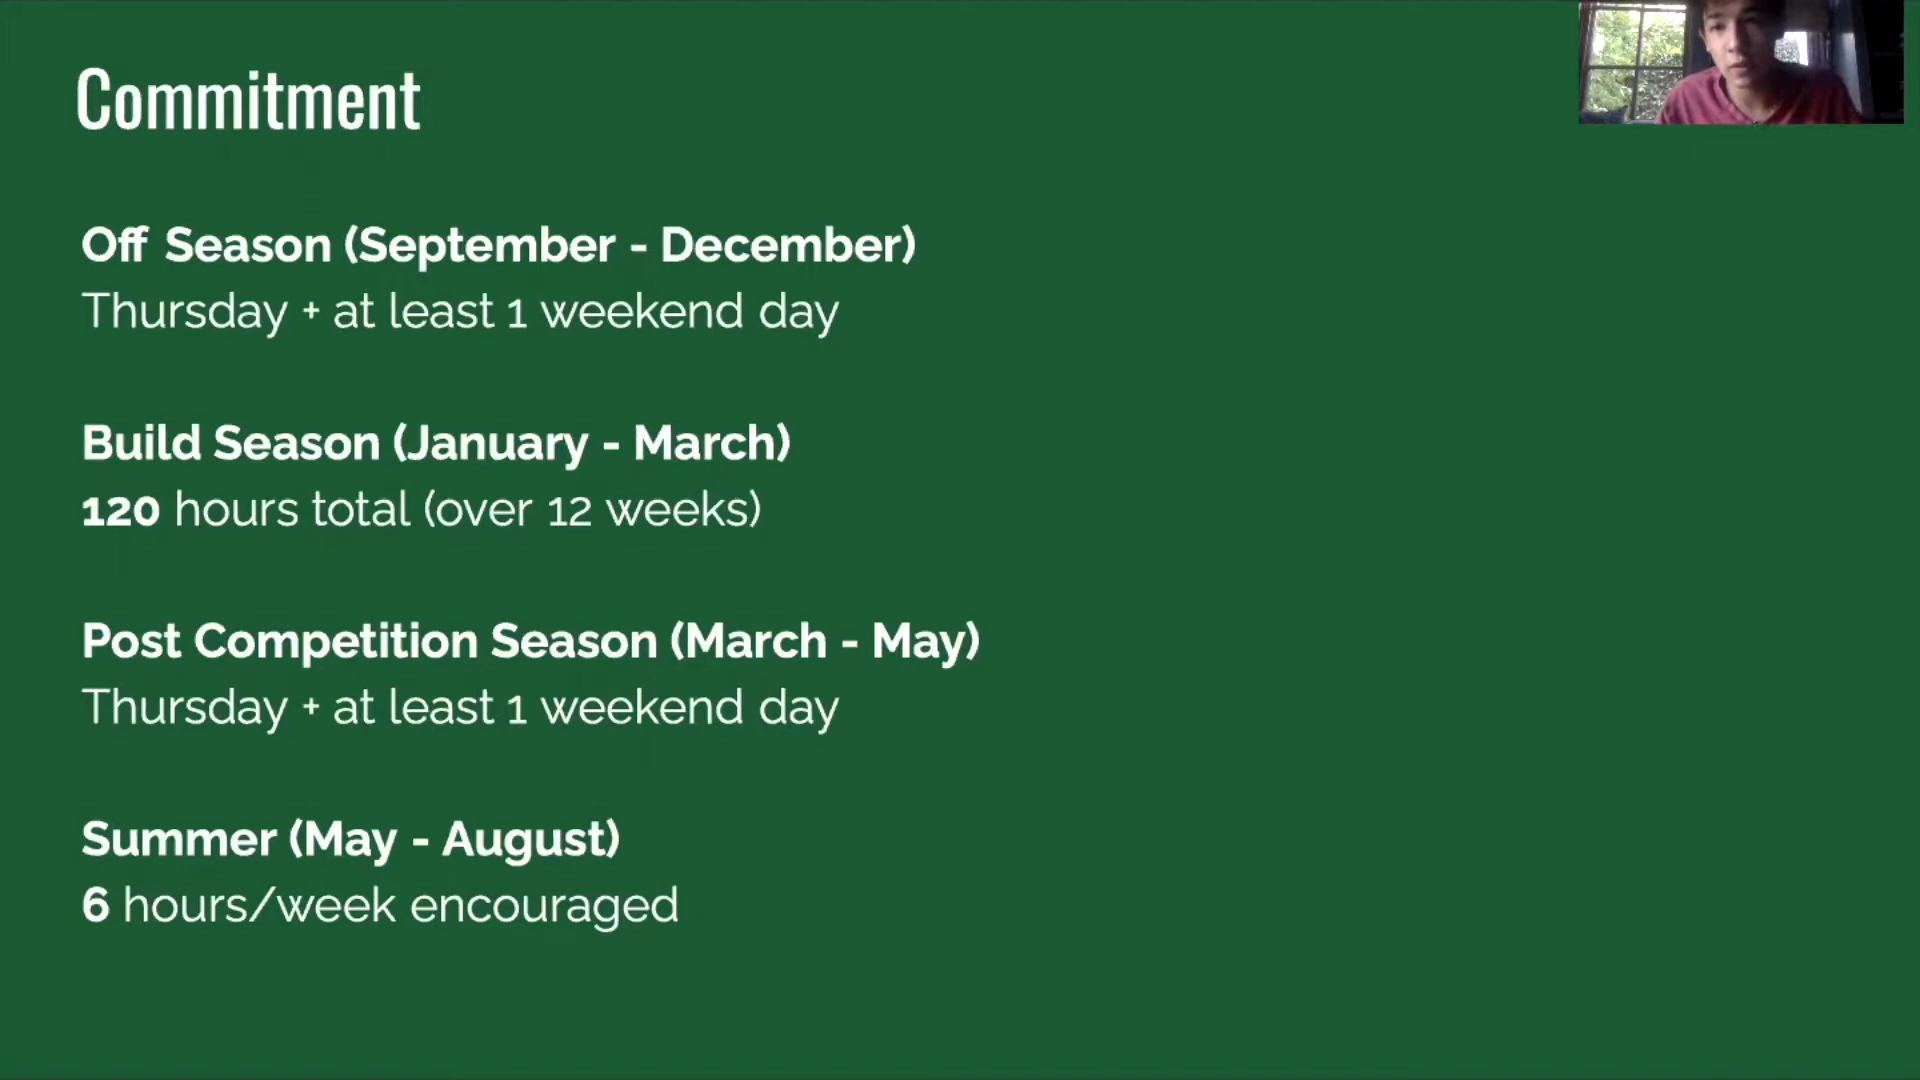 Commitment
Off Season (September - December)
Thursday + at least 1 weekend day
Build Season (January - March)
120 hours total (over 12 weeks)
Post Competition Season (March - May)
Thursday + at least 1 weekend day
Summer (May - August)
6 hours/week encouraged